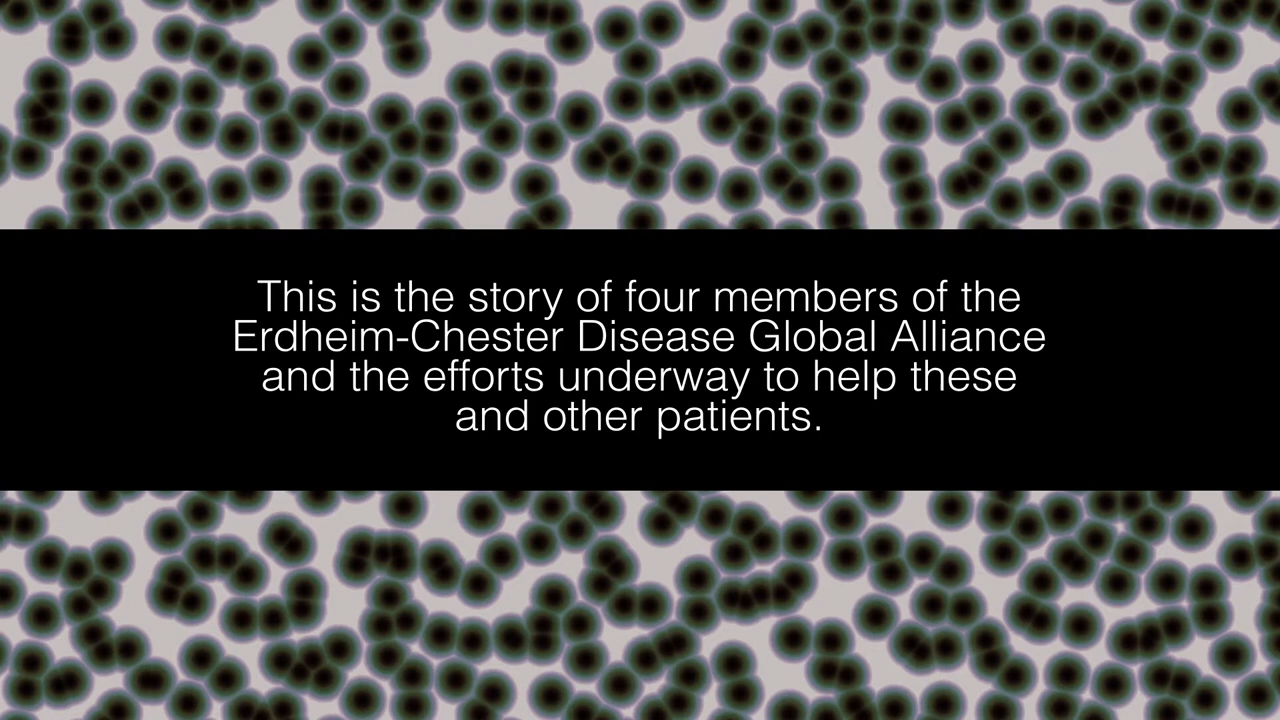 This is the story of four members of the
Erdheim-Chester Disease Global Alliance
and the efforts underway to help these
and other patients.